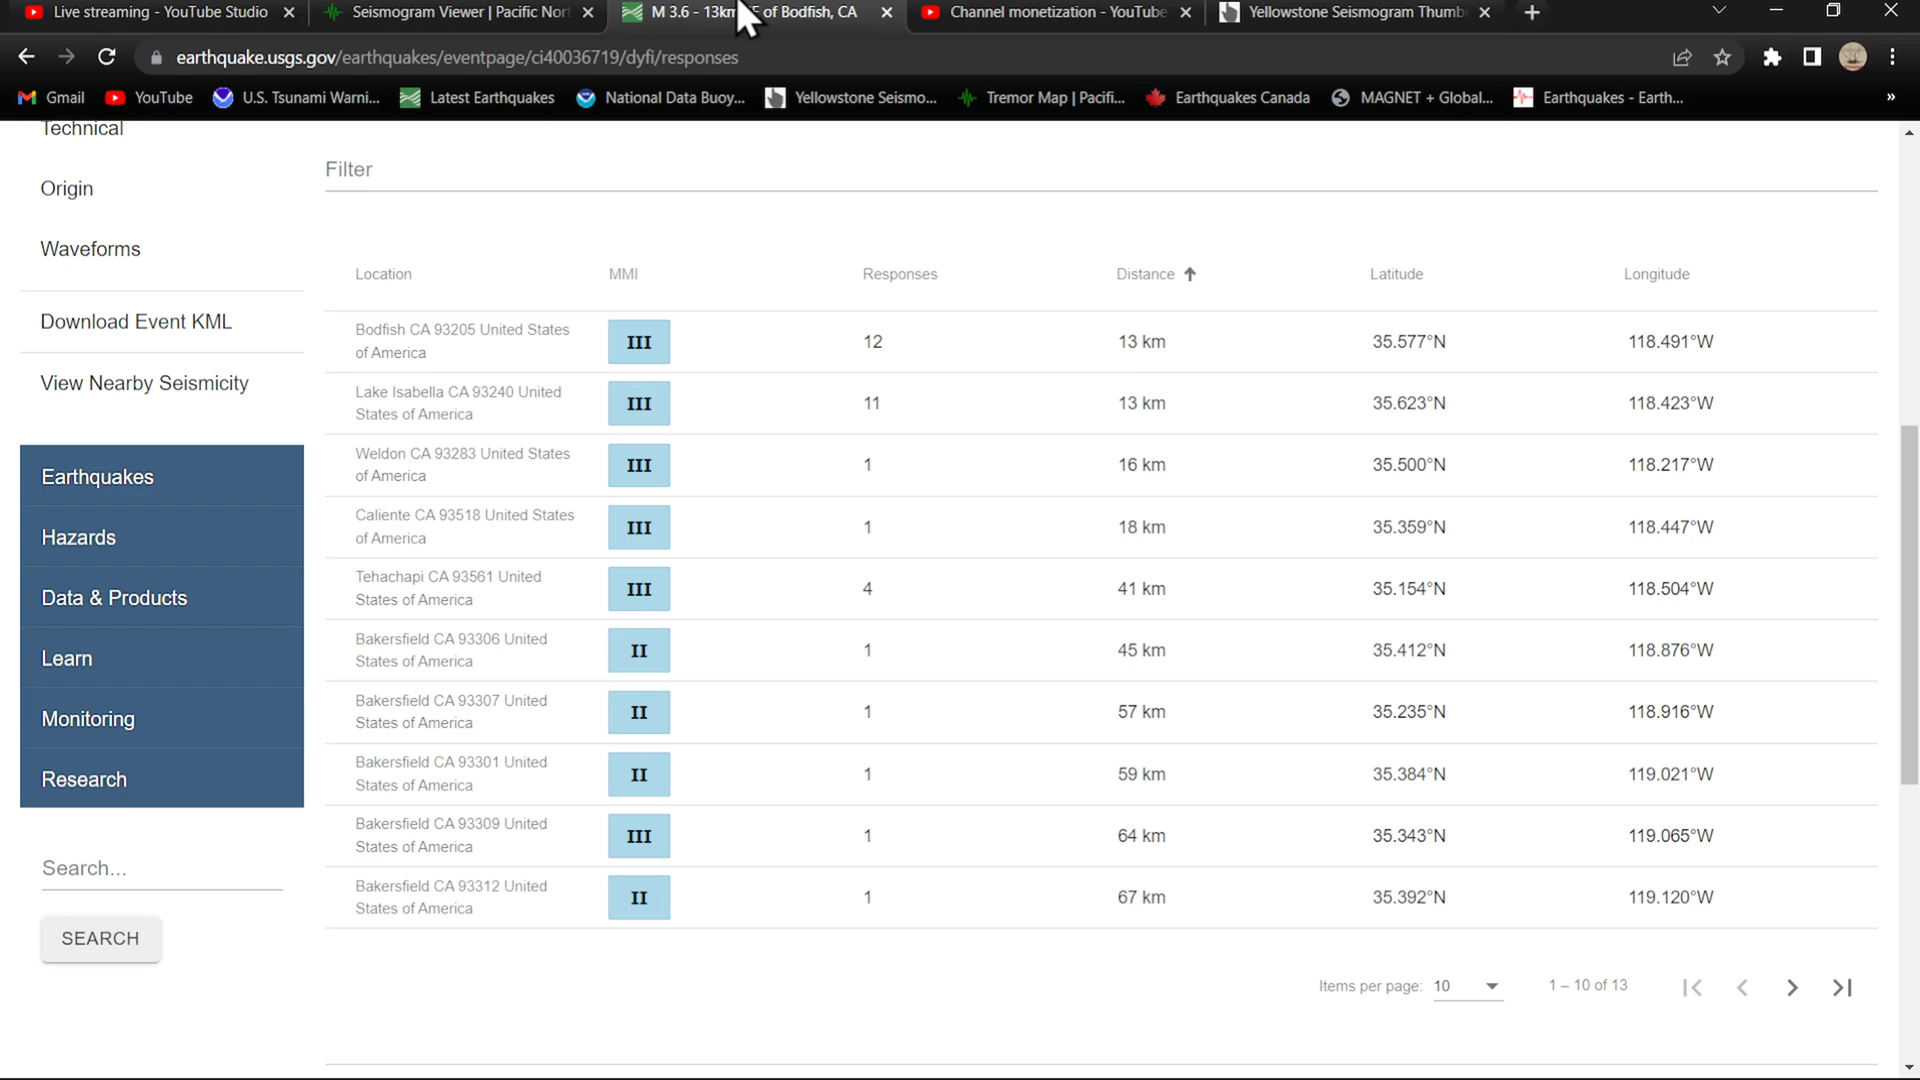 Live streaming - YouTube Studio
Seismogram Viewer | Pacific Nor
M 3.6 - 13km of Bodfish, CA
Channel monetization - YouTube
Yellowstone Seismogram Thumb
earthquake.usgs.gov/earthquakes/eventpage/ci40036719/dyfi/responses
Gmail
YouTube
U.S. Tsunami Warni...
Latest Earthquakes
National Data Buoy...
Yellowstone Seismo...
Tremor Map | Pacifi...
Earthquakes Canada
MAGNET + Global...
Earthquakes - Earth...
»
Technical
Origin
Waveforms
Download Event KML
View Nearby Seismicity
Earthquakes
Hazards
Data & Products
Learn
Monitoring
Research
Search...
SEARCH
Filter
Location MMI Responses Distance Latitude Longitude
Bodfish CA 93205 United States
of America
III 12 13 km 35.577°N 118.491°W
Lake Isabella CA 93240 United
States of America
III 11 13 km 35.623°N 118.423°W
Weldon CA 93283 United States
of America
III 1 16 km 35.500°N 118.217°W
Caliente CA 93518 United States
of America
III 1 18 km 35.359°N 118.447°W
Tehachapi CA 93561 United
States of America
III 4 41 km 35.154°N 118.504°W
Bakersfield CA 93306 United
States of America
II 1 45 km 35.412°N 118.876°W
Bakersfield CA 93307 United
States of America
II 1 57 km 35.235°N 118.916°W
Bakersfield CA 93301 United
States of America
II 1 59 km 35.384°N 119.021°W
Bakersfield CA 93309 United
States of America
III 1 64 km 35.343°N 119.065°W
Bakersfield CA 93312 United
States of America
II 1 67 km 35.392°N 119.120°W
Items per page: 10 1 – 10 of 13